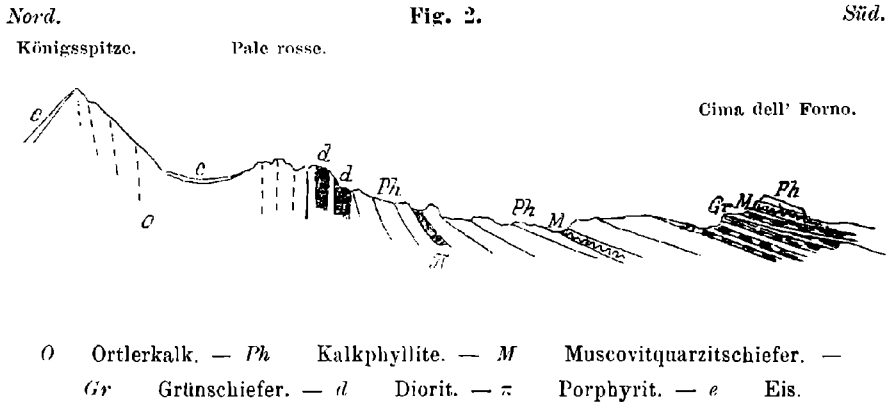 Nord. Fig. 2. Süd.
Königsspitze. Pale rosse.
Cima dell' Forno.
e
e
d
d
Ph
O
Ph
M
π
Gr
M
Ph
O Ortlerkalk. — Ph Kalkphyllite. — M Muscovitquarzitschiefer. —
Gr Grünschiefer. — d Diorit. — π Porphyrit. — e Eis.